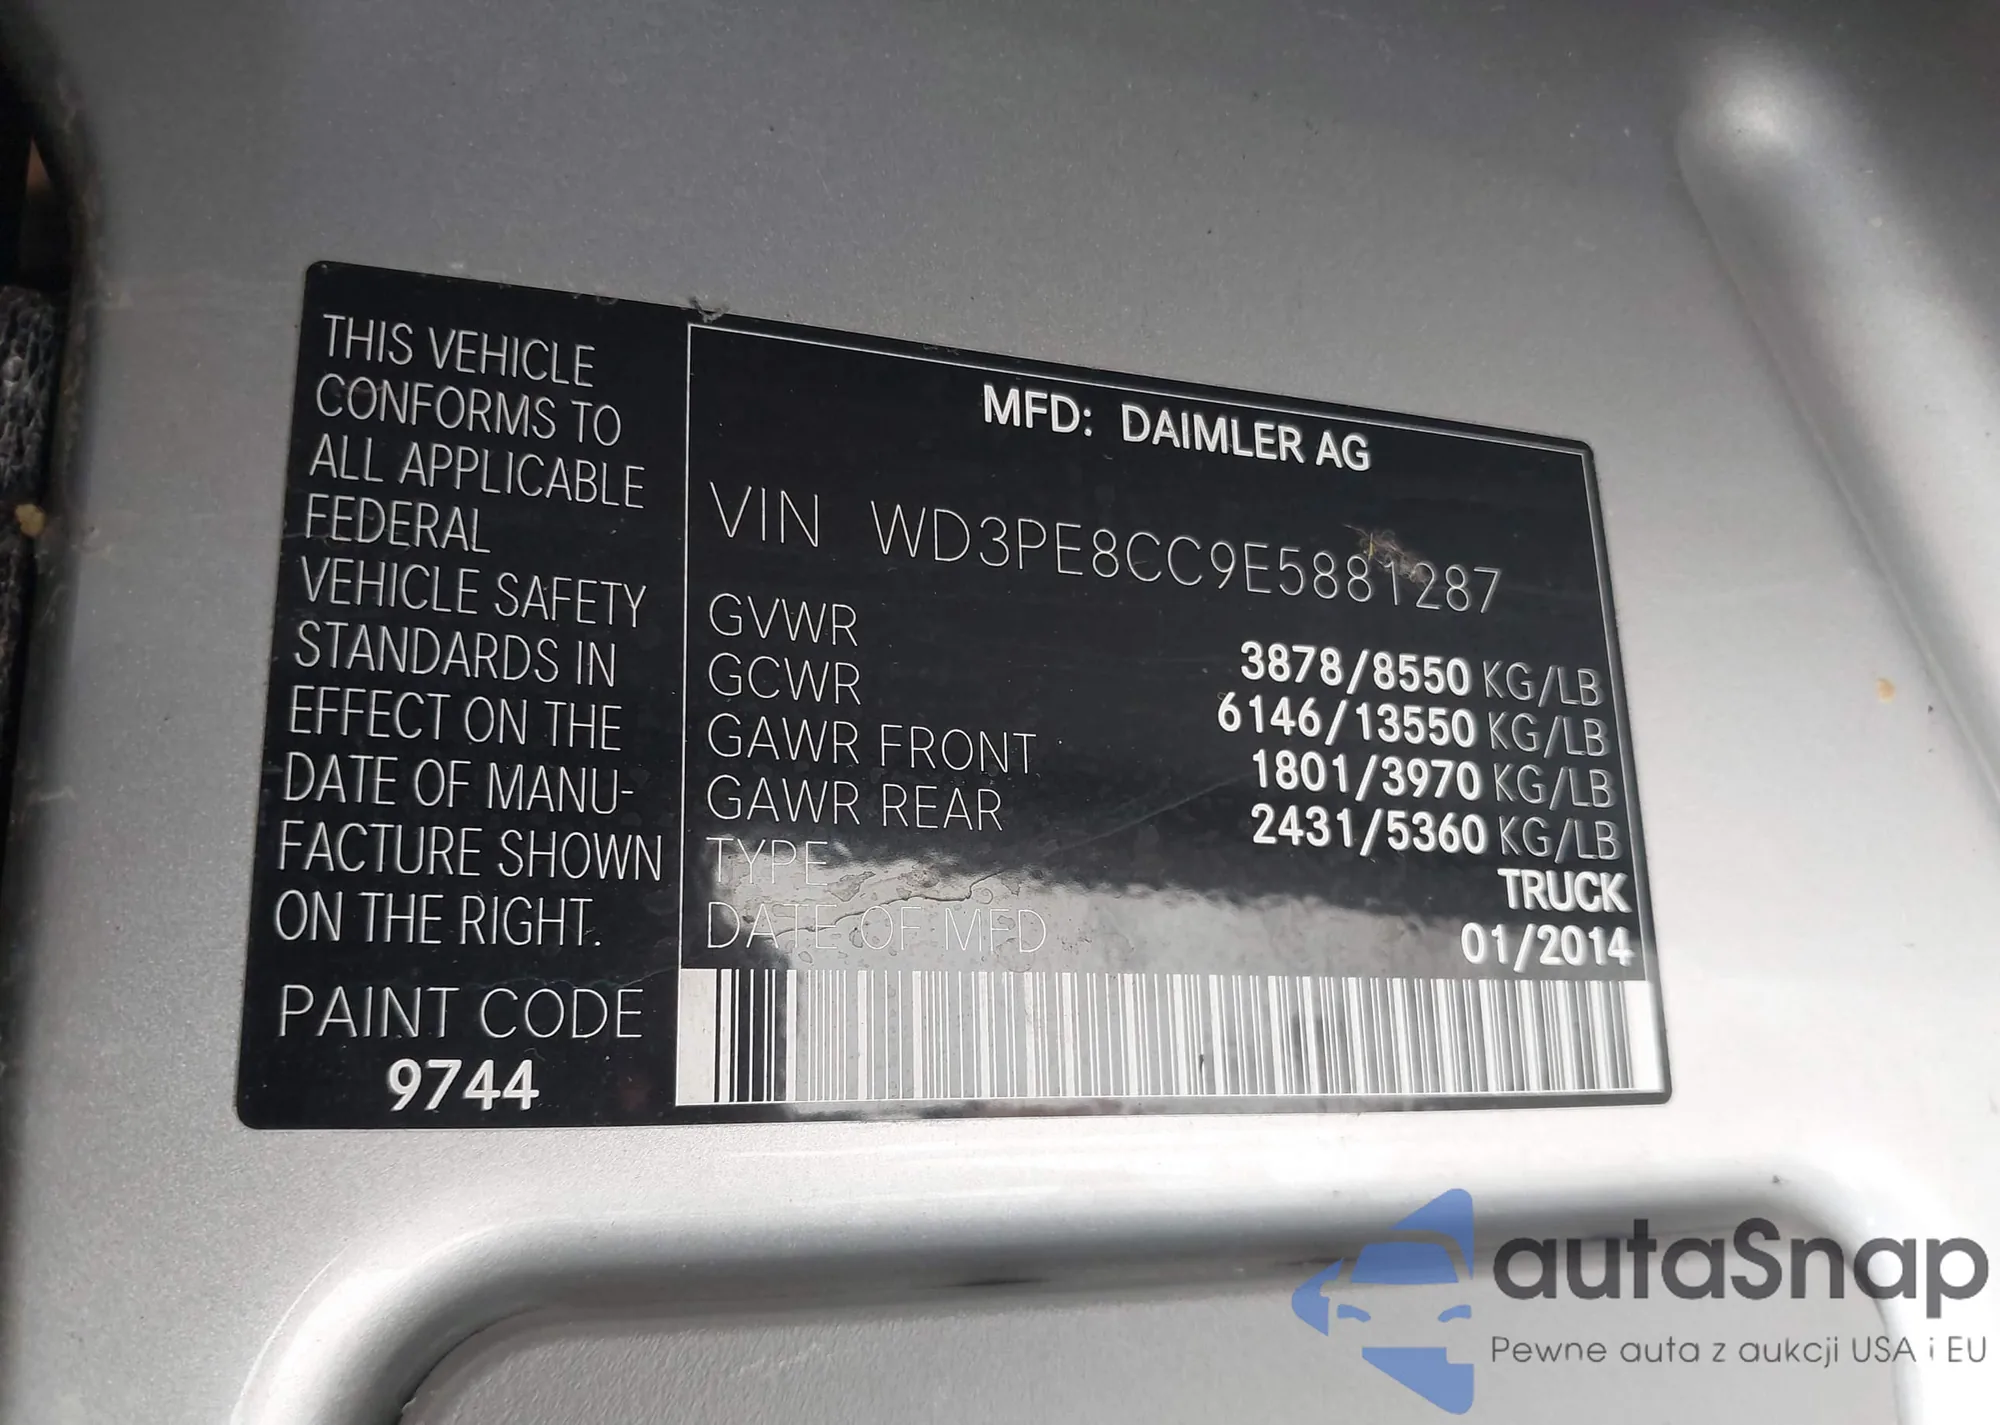 THIS VEHICLE
CONFORMS TO
ALL APPLICABLE
FEDERAL
VEHICLE SAFETY
STANDARDS IN
EFFECT ON THE
DATE OF MANU-
FACTURE SHOWN
ON THE RIGHT.
PAINT CODE
9744
MFD: DAIMLER AG
VIN WD3PE8CC9E5881287
GVWR 3878/8550 KG/LB
GCWR 6146/13550 KG/LB
GAWR FRONT 1801/3970 KG/LB
GAWR REAR 2431/5360 KG/LB
TYPE TRUCK
DATE OF MFD 01/2014
autaSnap
Pewne auta z aukcji USA i EU